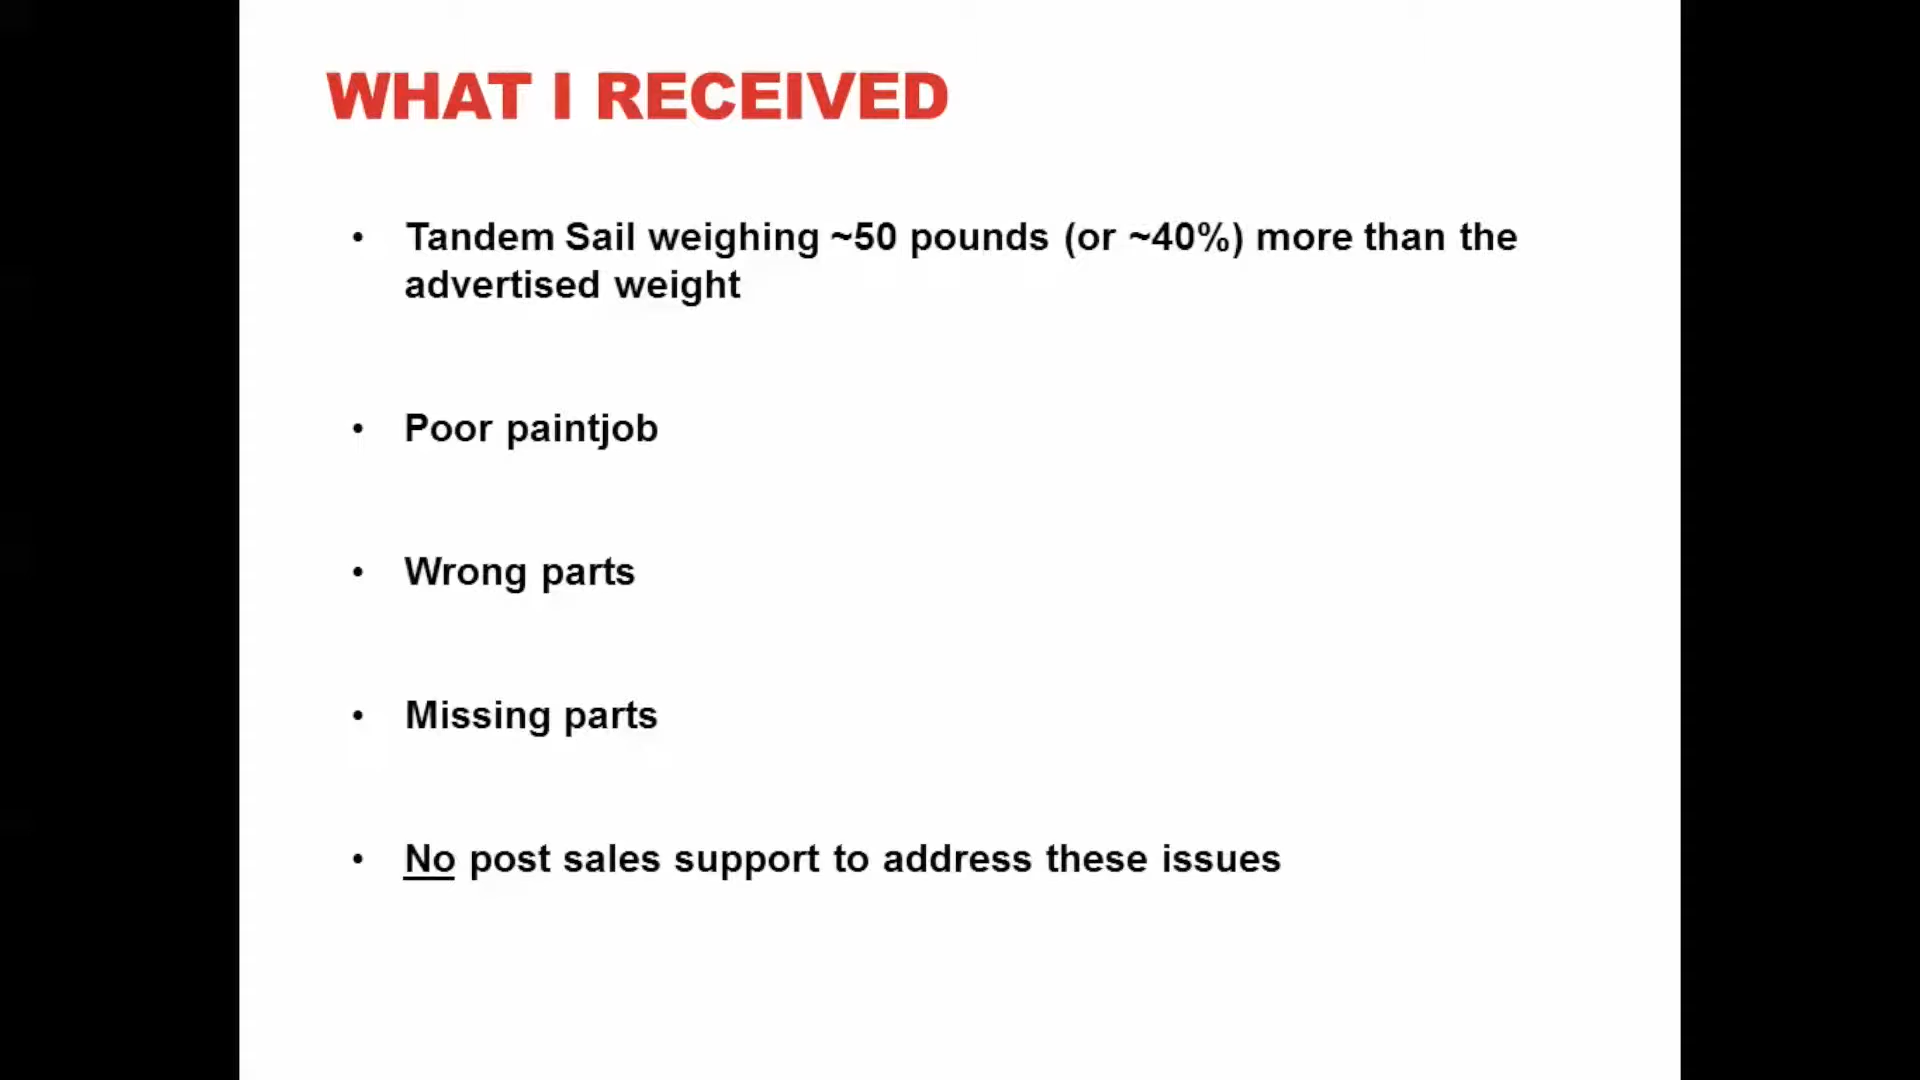 WHAT I RECEIVED
• Tandem Sail weighing ~50 pounds (or ~40%) more than the
advertised weight
• Poor paintjob
• Wrong parts
• Missing parts
• No post sales support to address these issues